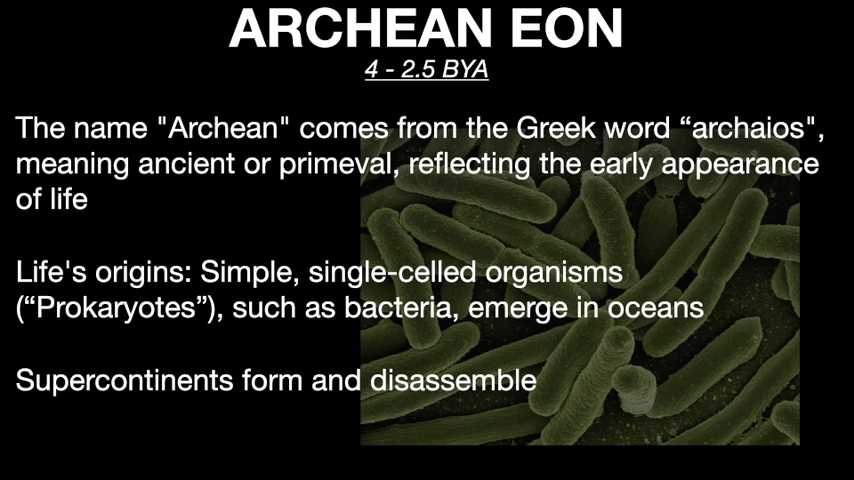 ARCHEAN EON
4 - 2.5 BYA
The name "Archean" comes from the Greek word “archaios",
meaning ancient or primeval, reflecting the early appearance
of life
Life's origins: Simple, single-celled organisms
(“Prokaryotes”), such as bacteria, emerge in oceans
Supercontinents form and disassemble